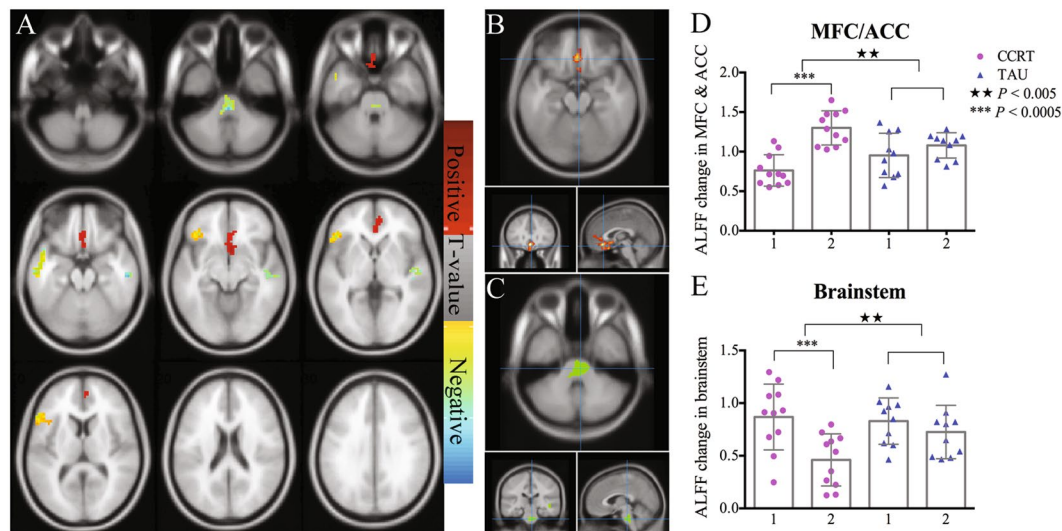 A
Positive
T-value
Negative
B
C
D
MFC/ACC
★★
***
CCRT
TAU
★★ P < 0.005
*** P < 0.0005
ALFF change in MFC & ACC
2.0
1.5
1.0
0.5
0.0
1 2 1 2
E
Brainstem
★★
***
ALFF change in brainstem
1.5
1.0
0.5
0.0
1 2 1 2